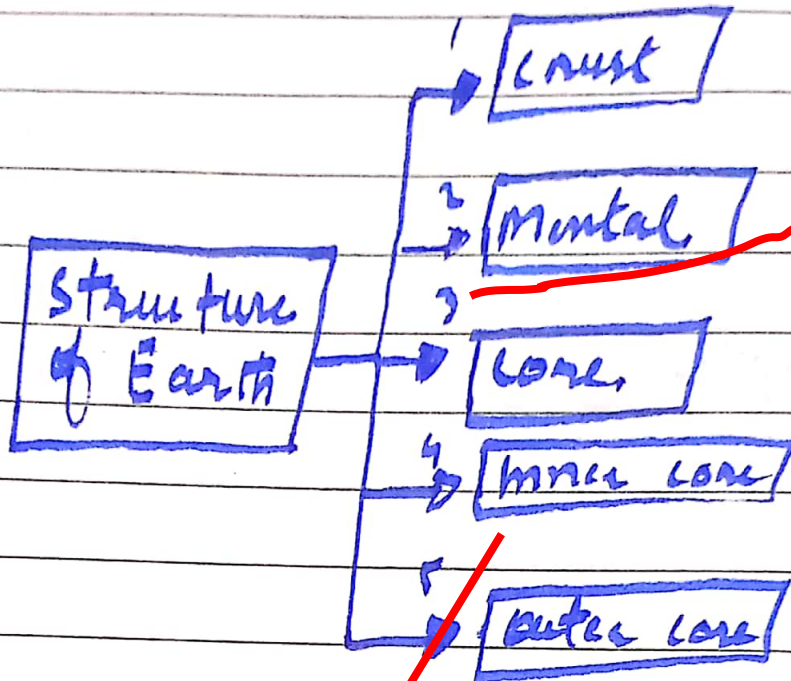 1
Crust
2
Mantal
3
Structure
of Earth
Core
4
Inner core
5
outer core